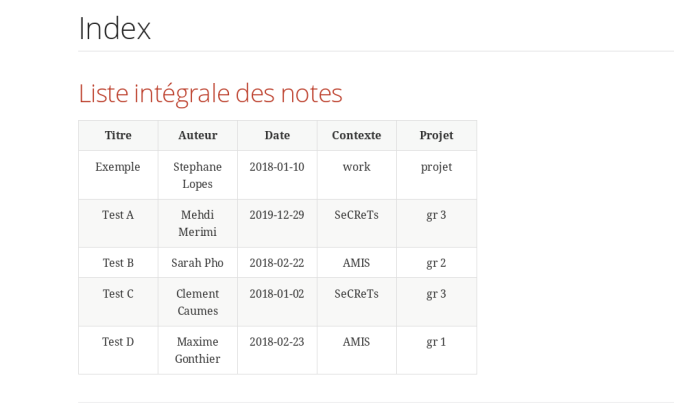 Index
Liste intégrale des notes
Titre Auteur Date Contexte Projet
Exemple Stephane Lopes 2018-01-10 work projet
Test A Mehdi Merimi 2019-12-29 SeCReTs gr 3
Test B Sarah Pho 2018-02-22 AMIS gr 2
Test C Clement Caumes 2018-01-02 SeCReTs gr 3
Test D Maxime Gonthier 2018-02-23 AMIS gr 1